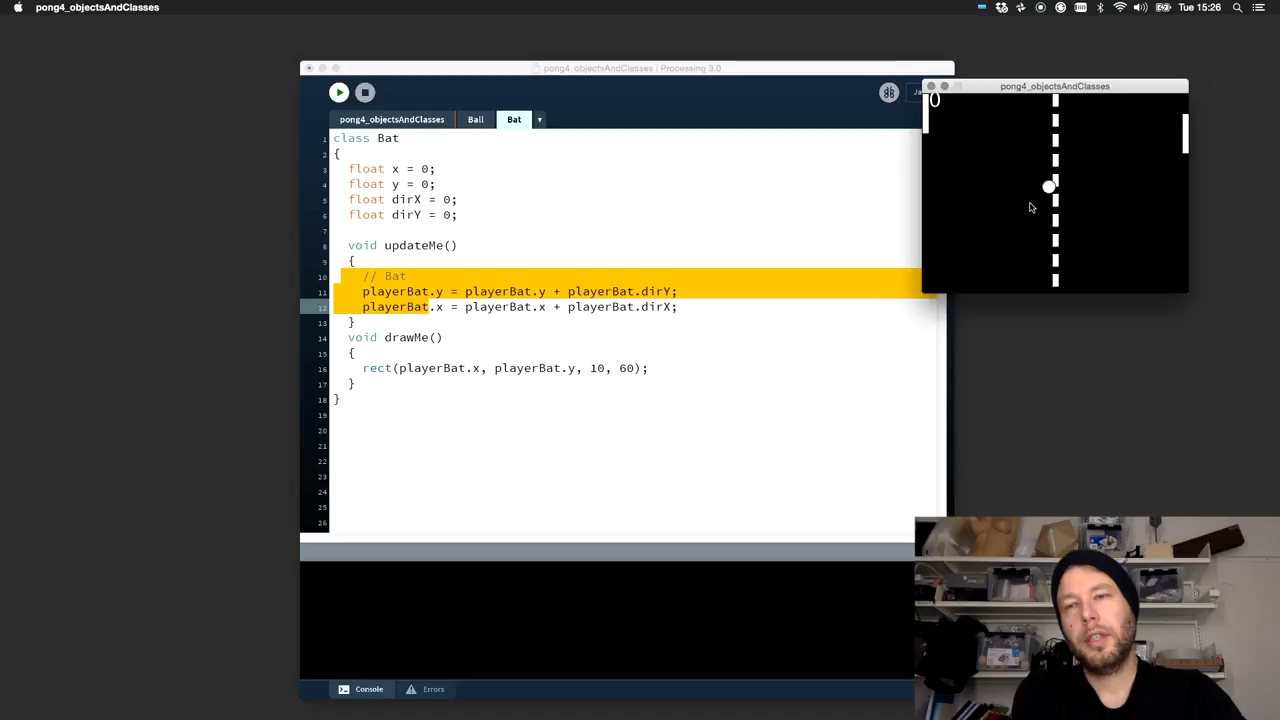 pong4_objectsAndClasses
Tue 15:26
pong4_objectsAndClasses | Processing 3.0
Ja
pong4_objectsAndClasses
0
pong4_objectsAndClasses Ball Bat
1 class Bat
2 {
3 float x = 0;
4 float y = 0;
5 float dirX = 0;
6 float dirY = 0;
7
8 void updateMe()
9 {
10 // Bat
11 playerBat.y = playerBat.y + playerBat.dirY;
12 playerBat.x = playerBat.x + playerBat.dirX;
13 }
14 void drawMe()
15 {
16 rect(playerBat.x, playerBat.y, 10, 60);
17 }
18 }
19
20
21
22
23
24
25
26
Console Errors